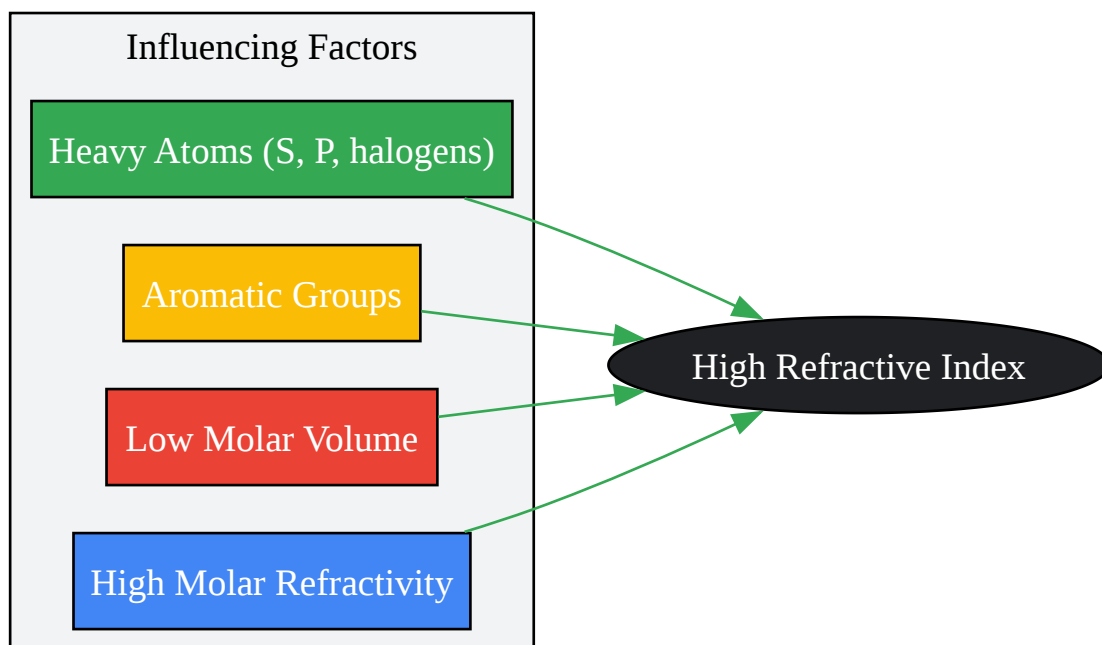 Influencing Factors
Heavy Atoms (S, P, halogens)
Aromatic Groups
Low Molar Volume
High Molar Refractivity
High Refractive Index